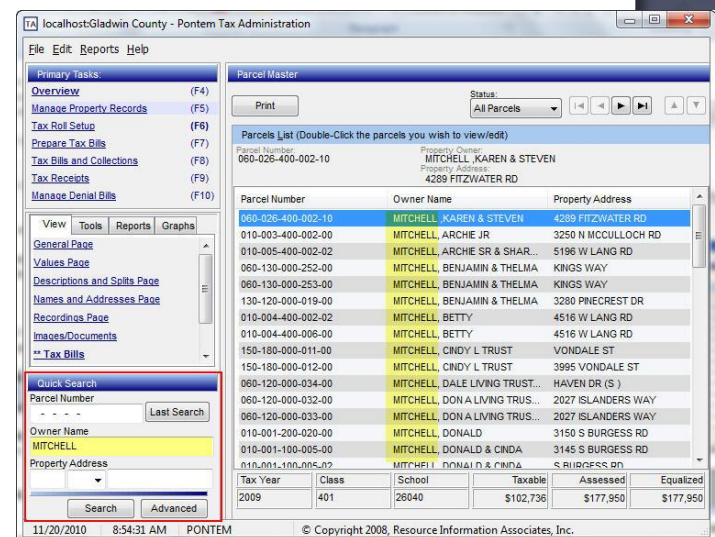 localhost:Gladwin County - Pontem Tax Administration
File Edit Reports Help
Primary Tasks:
Overview (F4)
Manage Property Records (F5)
Tax Roll Setup (F6)
Prepare Tax Bills (F7)
Tax Bills and Collections (F8)
Tax Receipts (F9)
Manage Denial Bills (F10)
View Tools Reports Graphs
General Page
Values Page
Descriptions and Splits Page
Names and Addresses Page
Recordings Page
Images/Documents
** Tax Bills
Quick Search
Parcel Number
- - - - Last Search
Owner Name
MITCHELL
Property Address
Search Advanced
Parcel Master
Print Status: All Parcels
Parcels List (Double-Click the parcels you wish to view/edit)
Parcel Number: Property Owner:
060-026-400-002-10 MITCHELL ,KAREN & STEVEN
Property Address:
4289 FITZWATER RD
Parcel Number Owner Name Property Address
060-026-400-002-10 MITCHELL ,KAREN & STEVEN 4289 FITZWATER RD
010-003-400-002-00 MITCHELL, ARCHIE JR 3250 N MCCULLOCH RD
010-005-400-002-02 MITCHELL, ARCHIE SR & SHAR... 5196 W LANG RD
060-130-000-252-00 MITCHELL, BENJAMIN & THELMA KINGS WAY
060-130-000-253-00 MITCHELL, BENJAMIN & THELMA KINGS WAY
130-120-000-019-00 MITCHELL, BENJAMIN & THELMA 3280 PINECREST DR
010-004-400-002-02 MITCHELL, BETTY 4516 W LANG RD
010-004-400-006-00 MITCHELL, BETTY 4516 W LANG RD
150-180-000-011-00 MITCHELL, CINDY L TRUST VONDALE ST
150-180-000-012-00 MITCHELL, CINDY L TRUST 3995 VONDALE ST
060-120-000-034-00 MITCHELL, DALE LIVING TRUST... HAVEN DR (S )
060-120-000-032-00 MITCHELL, DON A LIVING TRUS... 2027 ISLANDERS WAY
060-120-000-033-00 MITCHELL, DON A LIVING TRUS... 2027 ISLANDERS WAY
010-001-200-020-00 MITCHELL, DONALD 3150 S BURGESS RD
010-001-100-005-00 MITCHELL, DONALD & CINDA 3145 S BURGESS RD
010-001-100-005-02 MITCHELL, DONALD & CINDA S BURGESS RD
Tax Year Class School Taxable Assessed Equalized
2009 401 26040 $102,736 $177,950 $177,950
11/20/2010 8:54:31 AM PONTEM © Copyright 2008, Resource Information Associates, Inc.